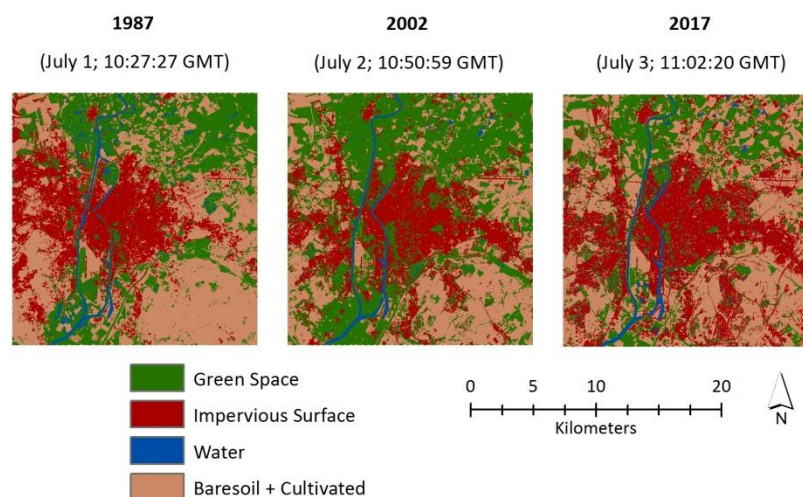 1987 2002 2017
(July 1; 10:27:27 GMT) (July 2; 10:50:59 GMT) (July 3; 11:02:20 GMT)
Green Space
Impervious Surface
Water
Baresoil + Cultivated
0 5 10 20
Kilometers
N